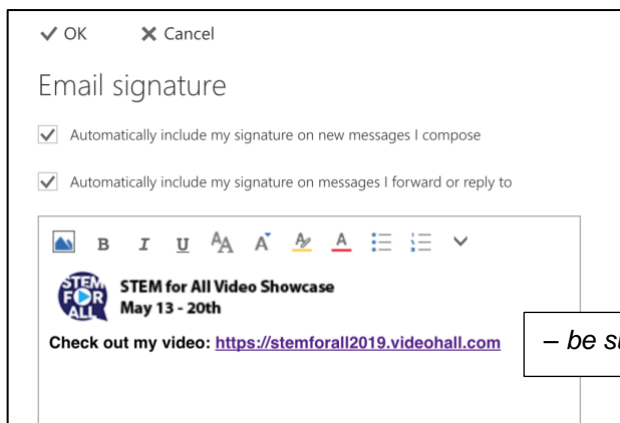 OK Cancel
Email signature
Automatically include my signature on new messages I compose
Automatically include my signature on messages I forward or reply to
B I U AA A A A
STEM
FOR
ALL
STEM for All Video Showcase
May 13 - 20th
Check out my video: https://stemforall2019.videohall.com
– be